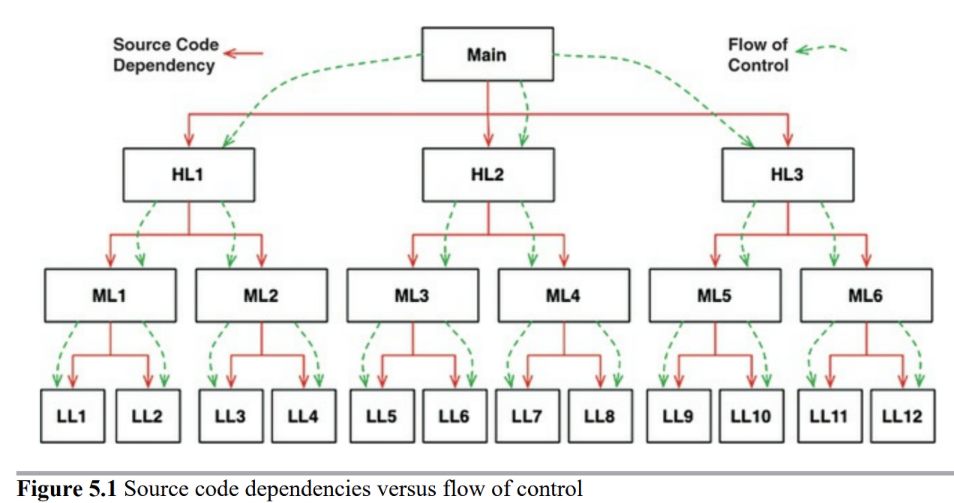 Source Code
Dependency
Main
Flow of
Control
HL1
HL2
HL3
ML1
ML2
ML3
ML4
ML5
ML6
LL1
LL2
LL3
LL4
LL5
LL6
LL7
LL8
LL9
LL10
LL11
LL12
Figure 5.1 Source code dependencies versus flow of control